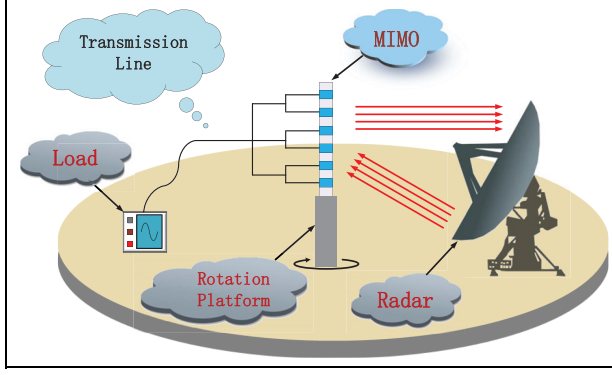 Transmission
Line
MIMO
Load
Rotation
Platform
Radar